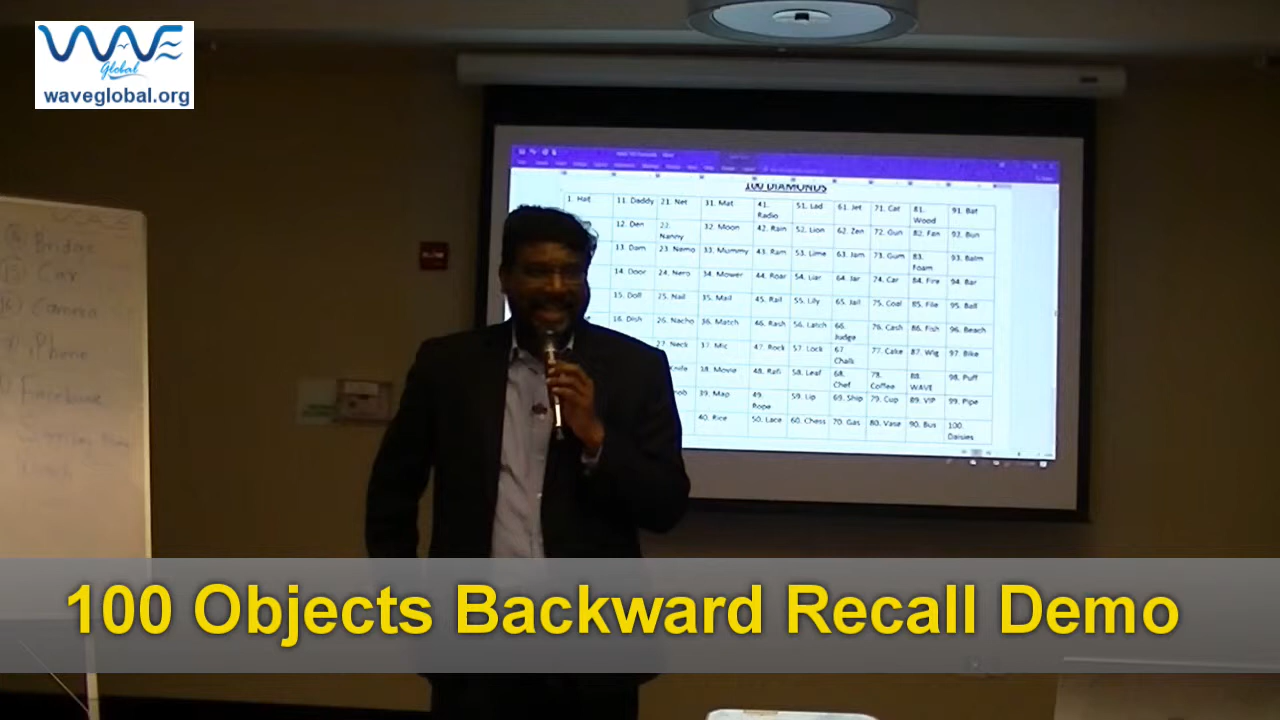 WAVE
Global
waveglobal.org
100 DIAMONDS
1. Hat 11. Daddy 21. Net 31. Mat 41. Radio 51. Lad 61. Jet 71. Cat 81. Wood 91. Bat
12. Den 22. Nanny 32. Moon 42. Rain 52. Lion 62. Zen 72. Gun 82. Fan 92. Bun
13. Dam 23. Nemo 33. Mummy 43. Ram 53. Lime 63. Jam 73. Gum 83. Foam 93. Balm
14. Door 24. Nero 34. Mower 44. Roar 54. Liar 64. Jar 74. Car 84. Fire 94. Bar
15. Doll 25. Nail 35. Mail 45. Rail 55. Lily 65. Jail 75. Coal 85. File 95. Ball
16. Dish 26. Nacho 36. Match 46. Rash 56. Latch 66. Judge 76. Cash 86. Fish 96. Beach
27. Neck 37. Mic 47. Rock 57. Lock 67. Chalk 77. Cake 87. Wig 97. Bike
Knife 38. Movie 48. Rafi 58. Leaf 68. Chef 78. Coffee 88. WAVE 98. Puff
39. Map 49. Rope 59. Lip 69. Ship 79. Cup 89. VIP 99. Pipe
40. Rice 50. Lace 60. Chess 70. Gas 80. Vase 90. Bus 100. Daisies
Bridge
Car
Camera
iPhone
Facebook
100 Objects Backward Recall Demo